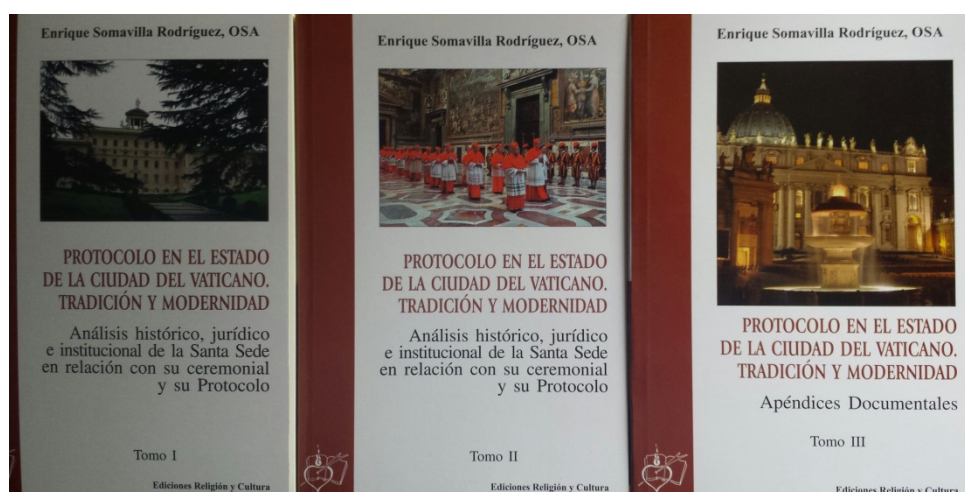 Enrique Somavilla Rodríguez, OSA
PROTOCOLO EN EL ESTADO
DE LA CIUDAD DEL VATICANO.
TRADICIÓN Y MODERNIDAD
Análisis histórico, jurídico
e institucional de la Santa Sede
en relación con su ceremonial
y su Protocolo
Tomo I
Ediciones Religión y Cultura
Enrique Somavilla Rodríguez, OSA
PROTOCOLO EN EL ESTADO
DE LA CIUDAD DEL VATICANO.
TRADICIÓN Y MODERNIDAD
Análisis histórico, jurídico
e institucional de la Santa Sede
en relación con su ceremonial
y su Protocolo
Tomo II
Ediciones Religión y Cultura
Enrique Somavilla Rodríguez, OSA
PROTOCOLO EN EL ESTADO
DE LA CIUDAD DEL VATICANO.
TRADICIÓN Y MODERNIDAD
Apéndices Documentales
Tomo III
Ediciones Religión y Cultura